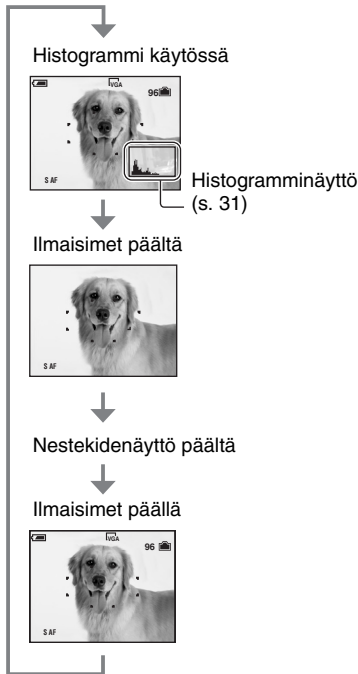 Histogrammi käytössä
VGA
96
S AF
Histogramminäyttö
(s. 31)
Ilmaisimet päältä
S AF
Nestekidenäyttö päältä
Ilmaisimet päällä
VGA
96
S AF